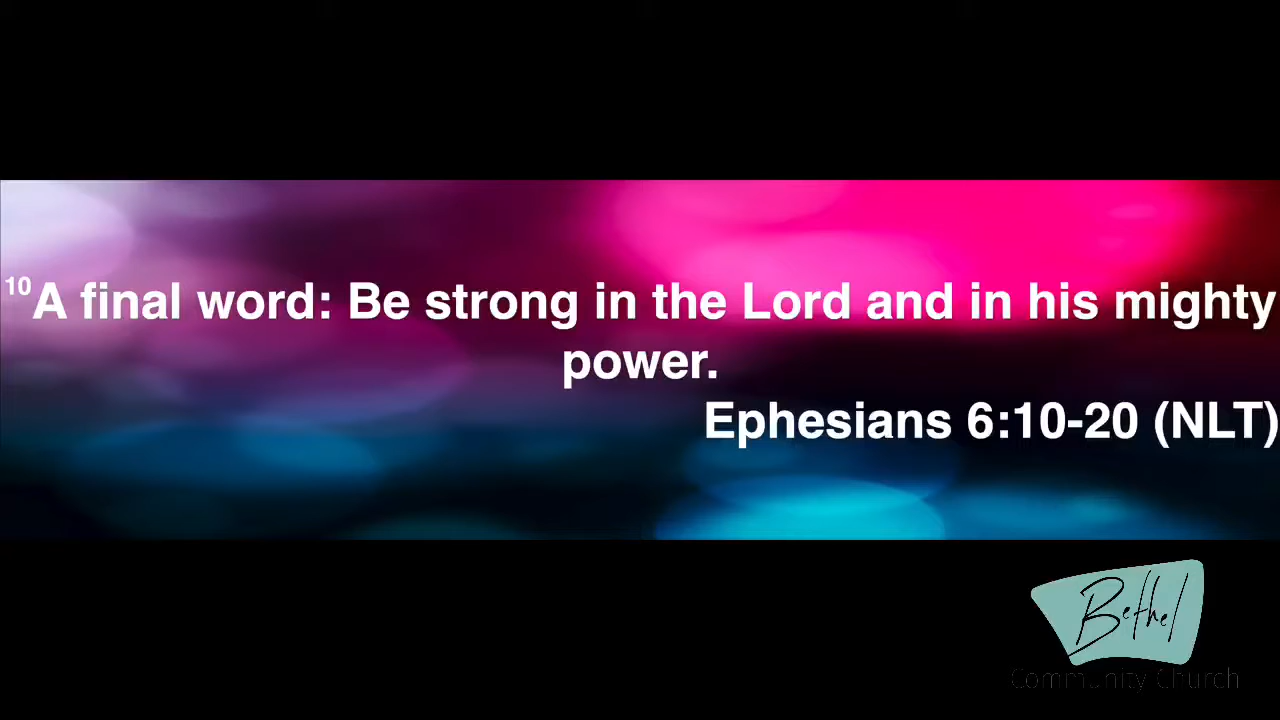 ¹⁰A final word: Be strong in the Lord and in his mighty
power.
Ephesians 6:10-20 (NLT)
Bethel
Community Church